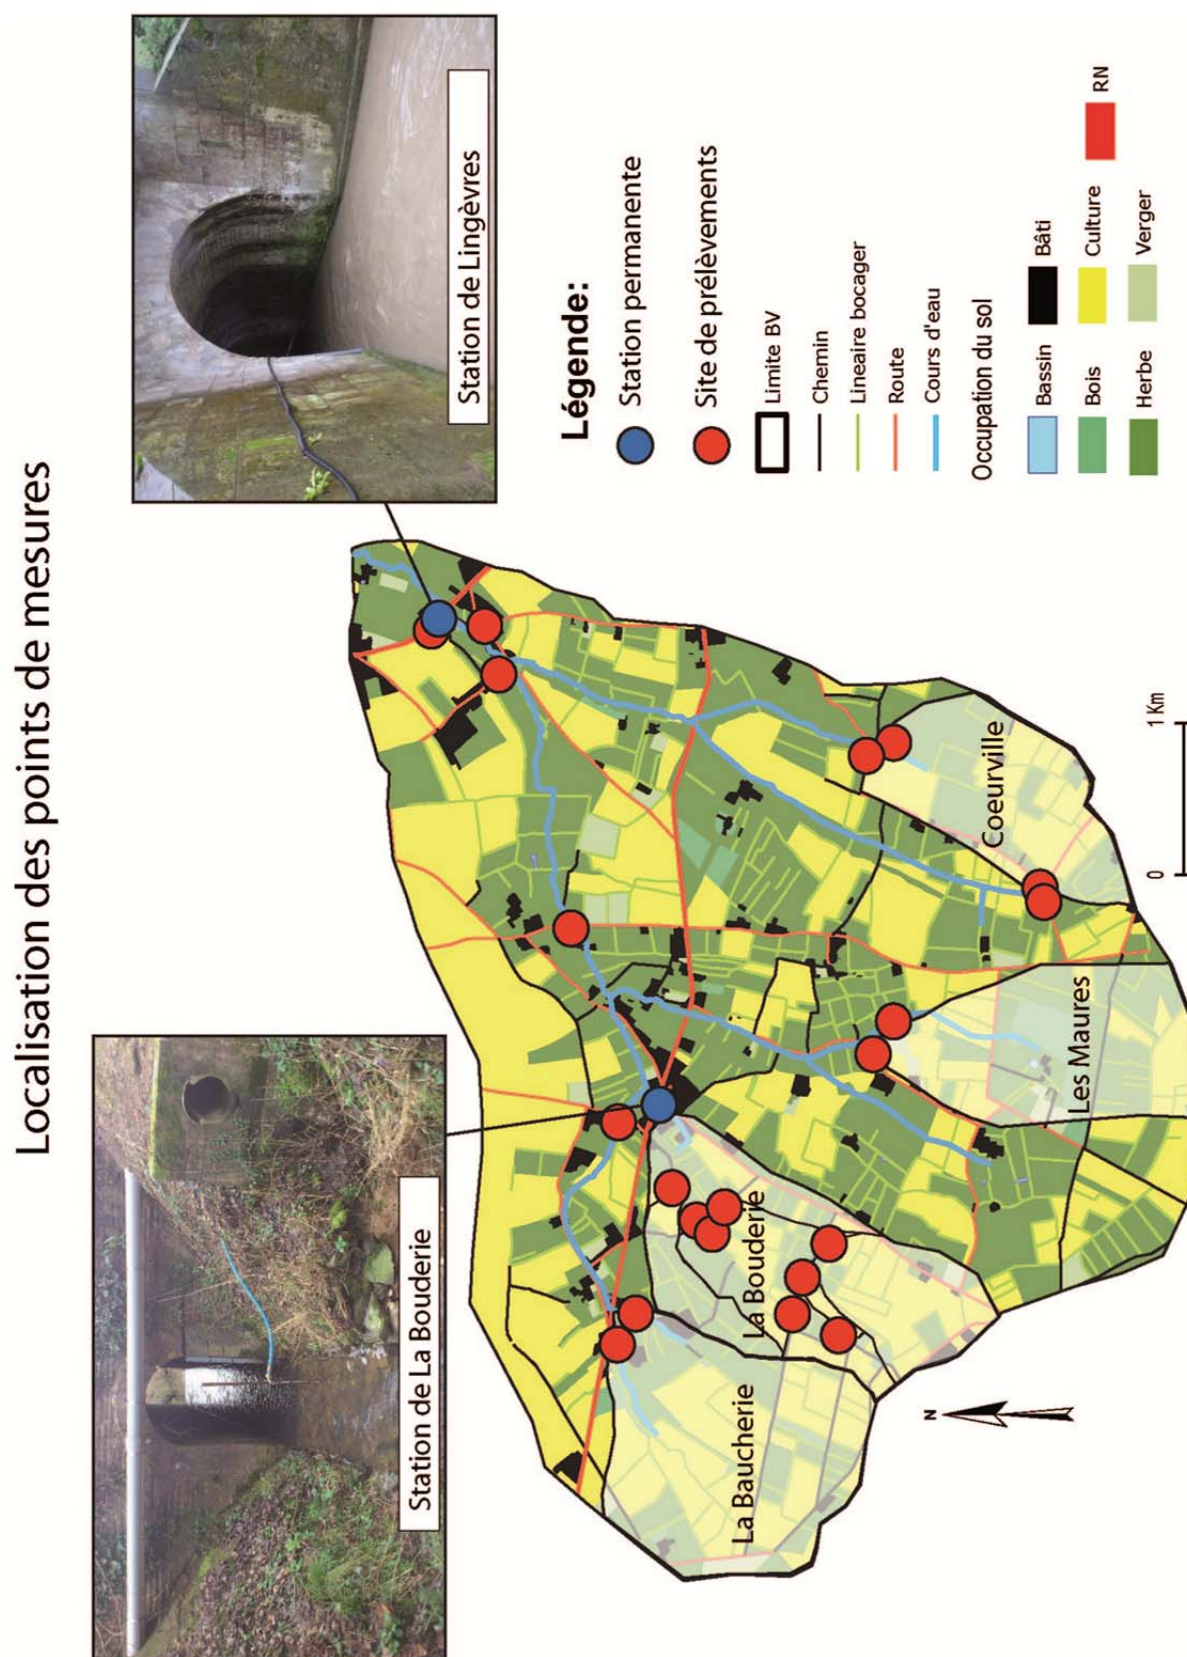 Localisation des points de mesures
Station de La Bouderie
Station de Lingèvres
La Baucherie
La Bouderie
Les Maures
Coeurville
N
0 1 Km
Légende:
Station permanente
Site de prélèvements
Limite BV
Chemin
Lineaire bocager
Route
Cours d'eau
Occupation du sol
Bassin Bâti
Bois Culture RN
Herbe Verger